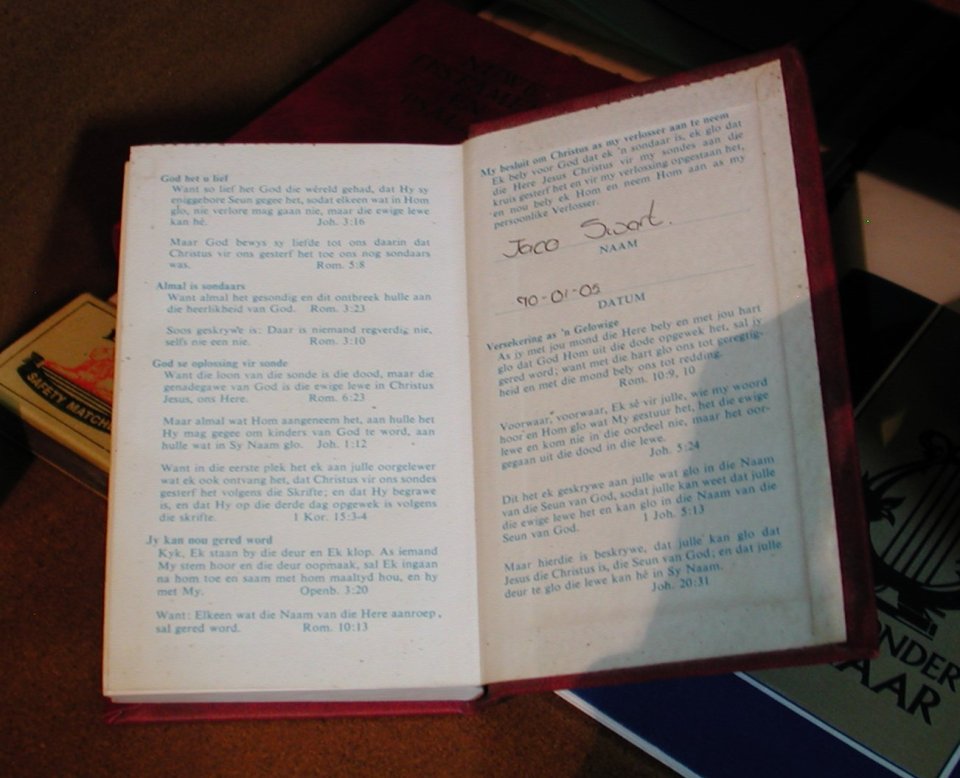 God het u lief
Want so lief het God die wêreld gehad, dat Hy sy
eniggebore Seun gegee het, sodat elkeen wat in Hom
glo, nie verlore mag gaan nie, maar die ewige lewe
kan hê. Joh. 3:16
Maar God bewys sy liefde tot ons daarin dat
Christus vir ons gesterf het toe ons nog sondaars
was. Rom. 5:8
Almal is sondaars
Want almal het gesondig en dit ontbreek hulle aan
die heerlikheid van God. Rom. 3:23
Soos geskrywe is: Daar is niemand regverdig nie,
selfs nie een nie. Rom. 3:10
God se oplossing vir sonde
Want die loon van die sonde is die dood, maar die
genadegawe van God is die ewige lewe in Christus
Jesus, ons Here. Rom. 6:23
Maar almal wat Hom aangeneem het, aan hulle het
Hy mag gegee om kinders van God te word, aan
hulle wat in Sy Naam glo. Joh. 1:12
Want in die eerste plek het ek aan julle oorgelewer
wat ek ook ontvang het, dat Christus vir ons sondes
gesterf het volgens die Skrifte; en dat Hy begrawe
is, en dat Hy op die derde dag opgewek is volgens
die skrifte. 1 Kor. 15:3-4
Jy kan nou gered word
Kyk, Ek staan by die deur en Ek klop. As iemand
My stem hoor en die deur oopmaak, sal Ek ingaan
na hom toe en saam met hom maaltyd hou, en hy
met My. Openb. 3:20
Want: Elkeen wat die Naam van die Here aanroep,
sal gered word. Rom. 10:13
My besluit om Christus as my verlosser aan te neem
Ek bely voor God dat ek 'n sondaar is, ek glo dat
die Here Jesus Christus vir my sondes aan die
kruis gesterf het en vir my verlossing opgestaan het,
en nou bely ek Hom en neem Hom aan as my
persoonlike Verlosser.
Jaco Swart.
NAAM
90-01-05
DATUM
Versekering as 'n Gelowige
As jy met jou mond die Here bely en met jou hart
glo dat God Hom uit die dode opgewek het, sal jy
gered word; want met die hart glo ons tot geregtig-
heid en met die mond bely ons tot redding.
Rom. 10:9, 10
Voorwaar, voorwaar, Ek sê vir julle, wie my woord
hoor en Hom glo wat My gestuur het, het die ewige
lewe en kom nie in die oordeel nie, maar het oor-
gegaan uit die dood in die lewe.
Joh. 5:24
Dit het ek geskrywe aan julle wat glo in die Naam
van die Seun van God, sodat julle kan weet dat julle
die ewige lewe het en kan glo in die Naam van die
Seun van God. 1 Joh. 5:13
Maar hierdie is beskrywe, dat julle kan glo dat
Jesus die Christus is, die Seun van God; en dat julle
deur te glo die lewe kan hê in Sy Naam.
Joh. 20:31
SAFETY MATCH
NDER
AAR